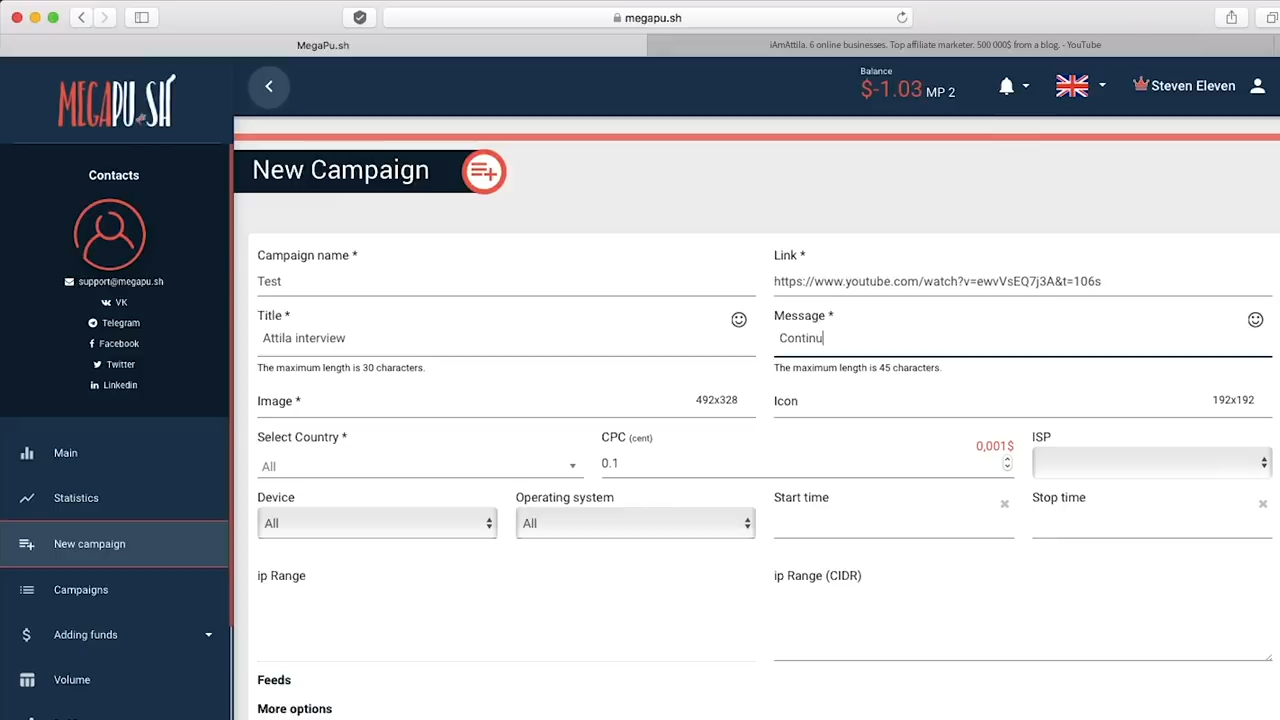 megapu.sh
MegaPu.sh
iAmAttila. 6 online businesses. Top affiliate marketer. 500 000$ from a blog. - YouTube
MEGAPU.SH
Balance
$-1.03 MP 2
Steven Eleven
New Campaign
Contacts
support@megapu.sh
VK
Telegram
Facebook
Twitter
Linkedin
Main
Statistics
New campaign
Campaigns
Adding funds
Volume
Campaign name *
Test
Link *
https://www.youtube.com/watch?v=ewvVsEQ7j3A&t=106s
Title *
Attila interview
The maximum length is 30 characters.
Message *
Continu
The maximum length is 45 characters.
Image *
492x328
Icon
192x192
Select Country *
All
CPC (cent)
0,001$
0.1
ISP
Device
All
Operating system
All
Start time
Stop time
ip Range
ip Range (CIDR)
Feeds
More options